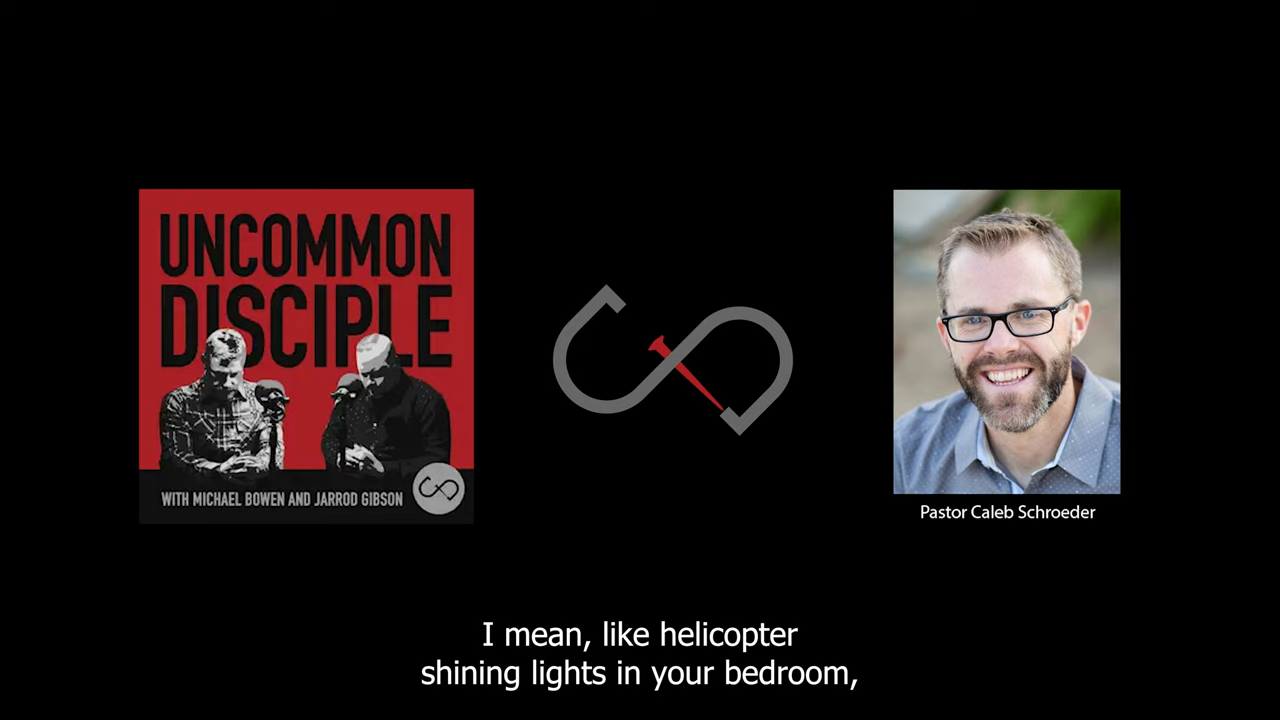 UNCOMMON
DISCIPLE
WITH MICHAEL BOWEN AND JARROD GIBSON
Pastor Caleb Schroeder
I mean, like helicopter
shining lights in your bedroom,